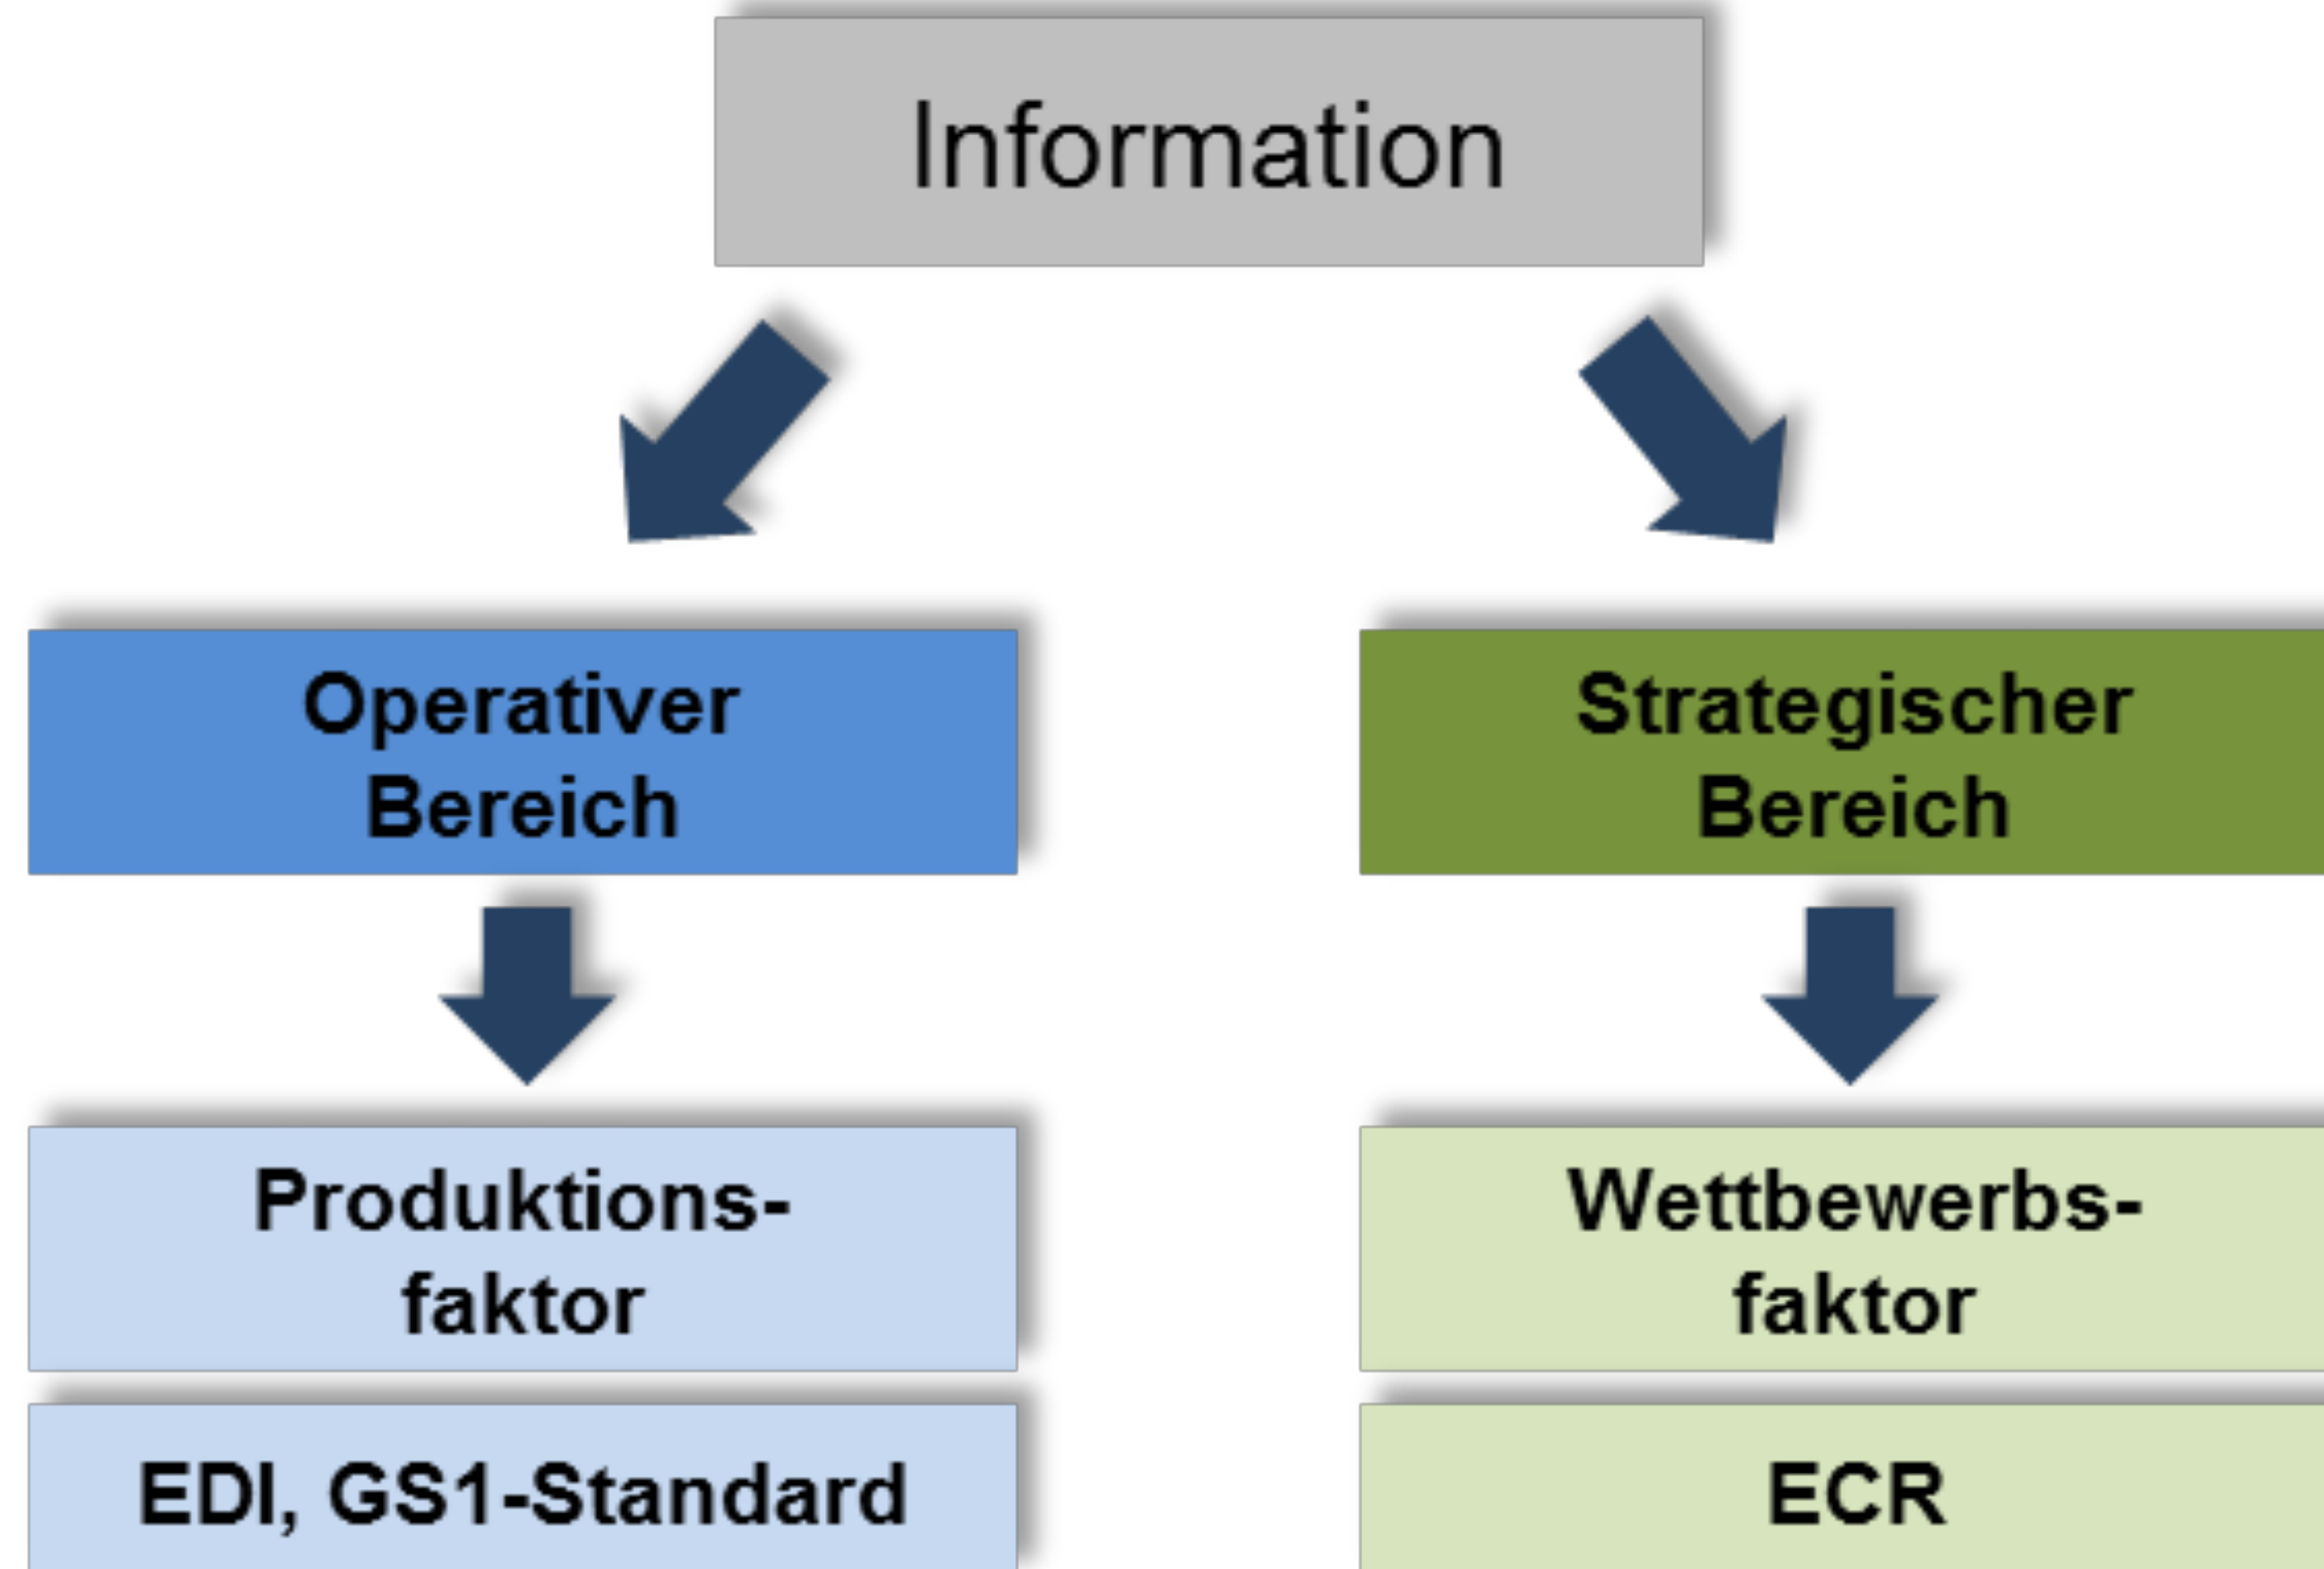 Information
Operativer
Bereich
Strategischer
Bereich
Produktions-
faktor
Wettbewerbs-
faktor
EDI, GS1-Standard
ECR